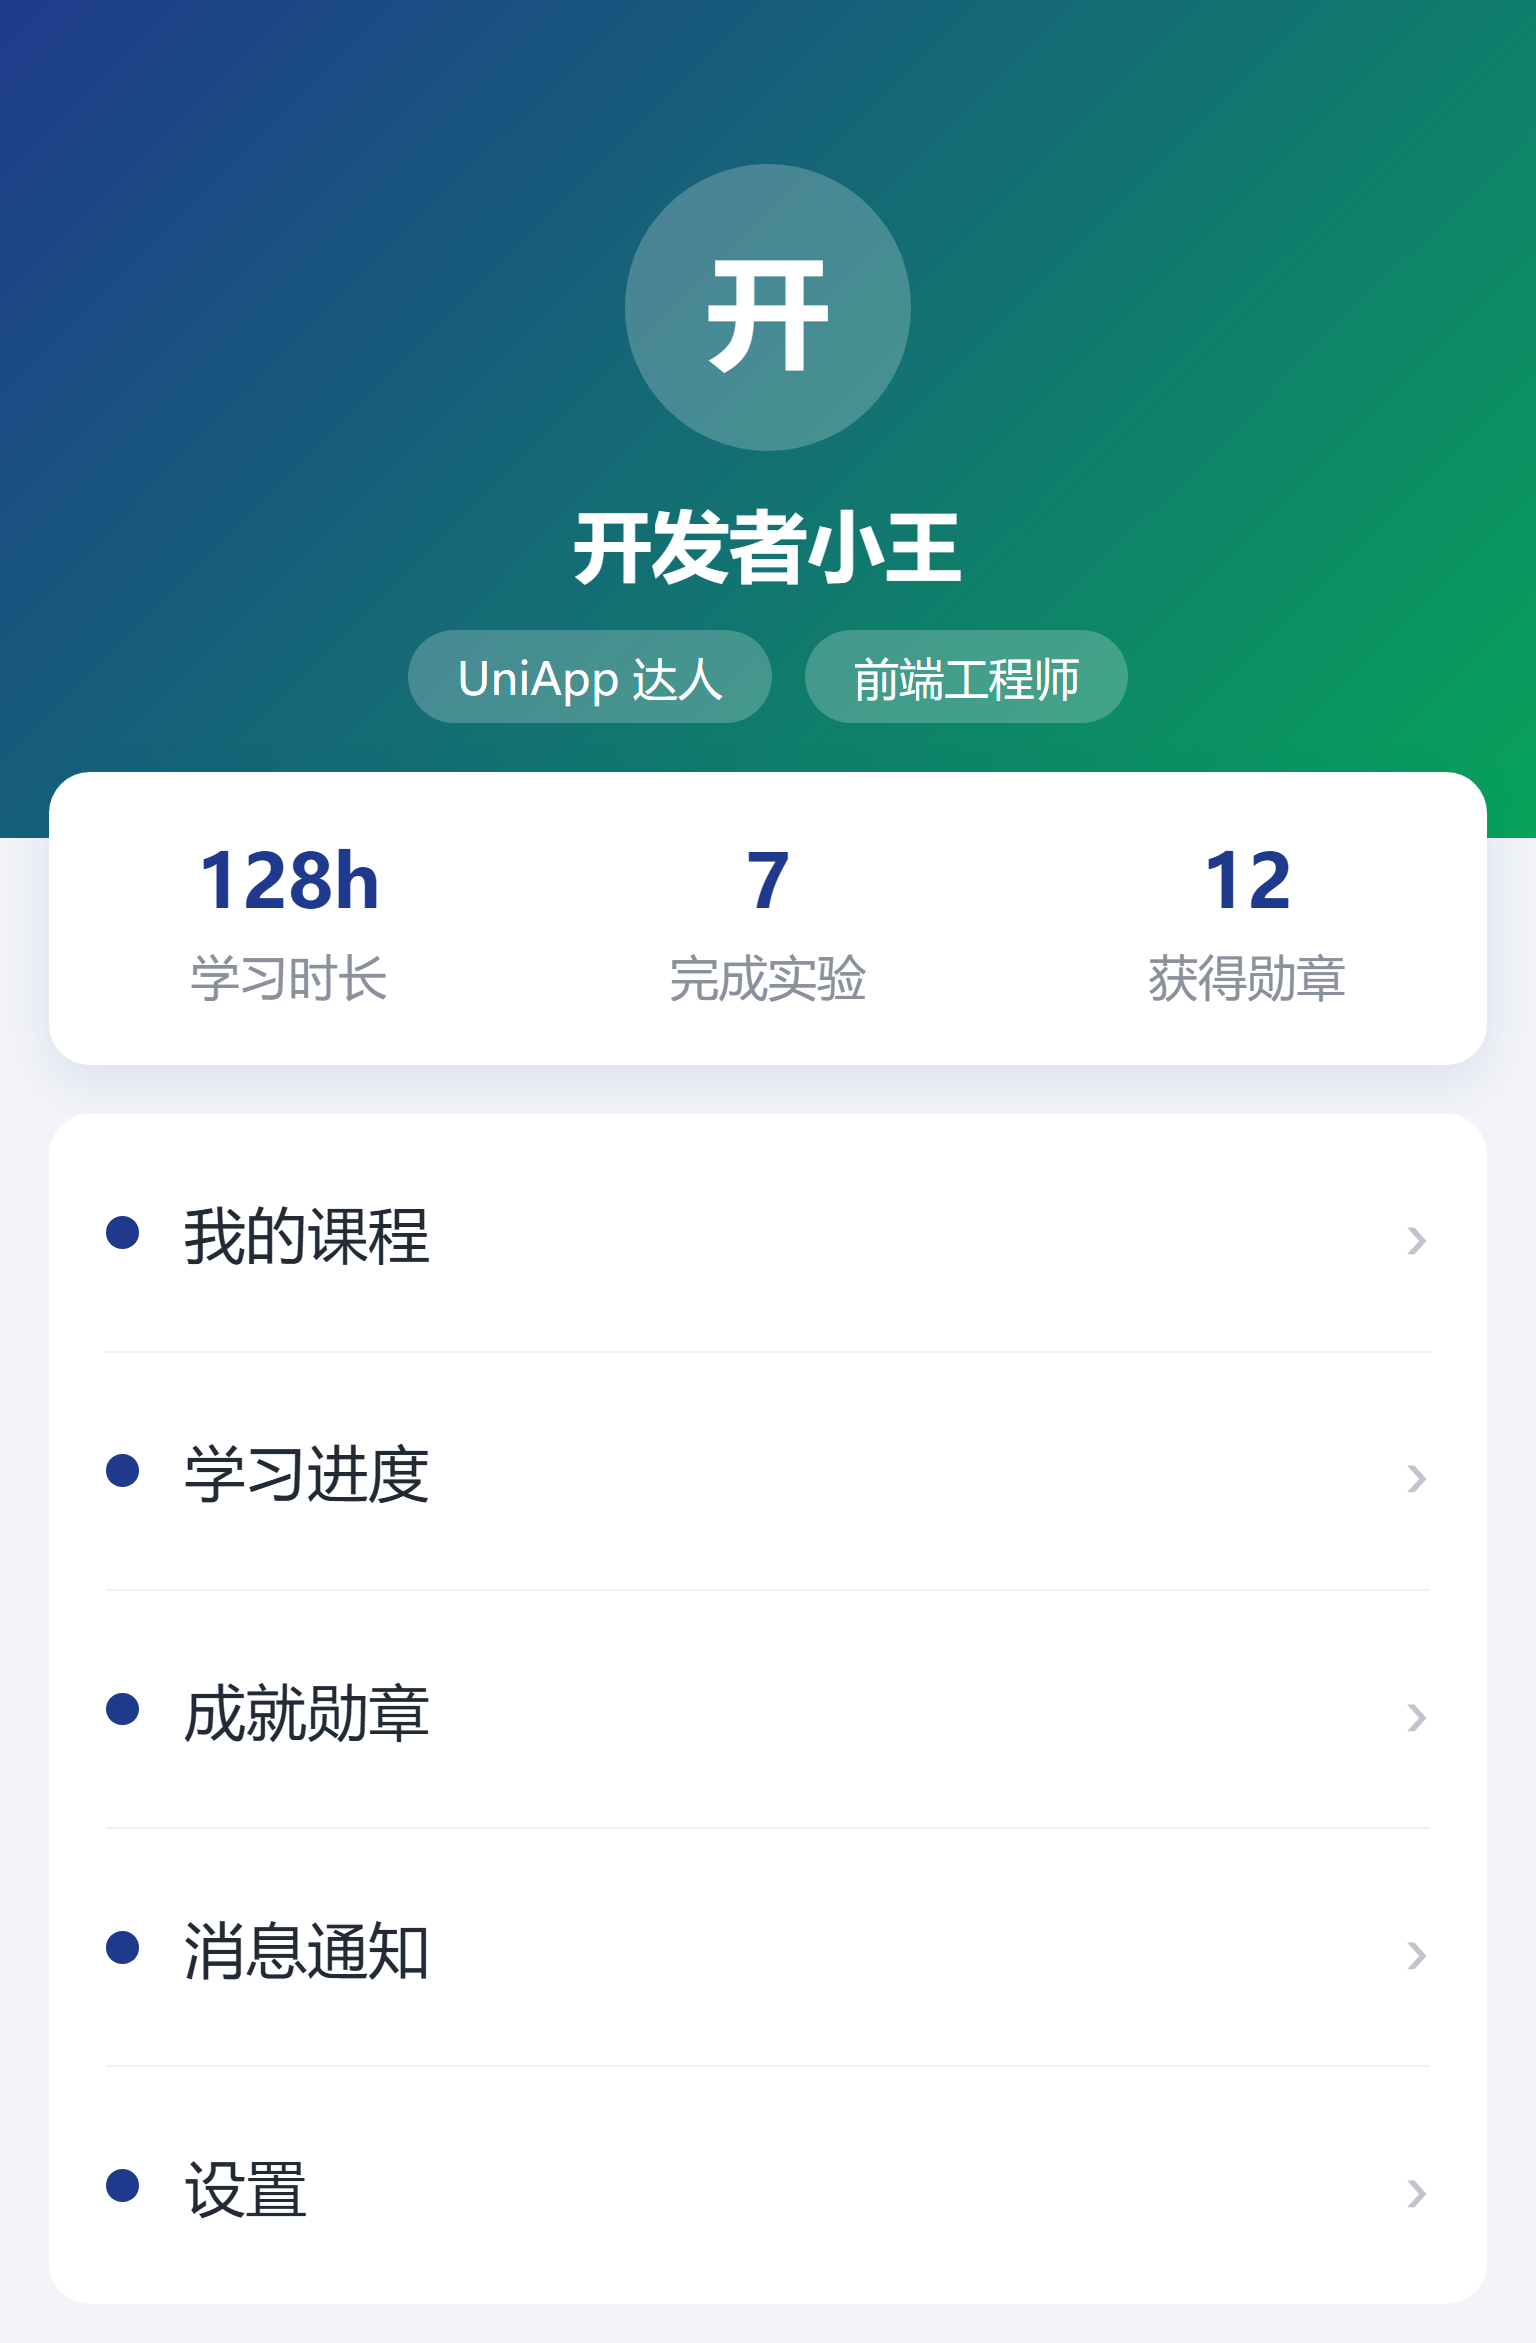 开
开发者小王
UniApp 达人 前端工程师
128h 7 12
学习时长 完成实验 获得勋章
我的课程 ›
学习进度 ›
成就勋章 ›
消息通知 ›
设置 ›